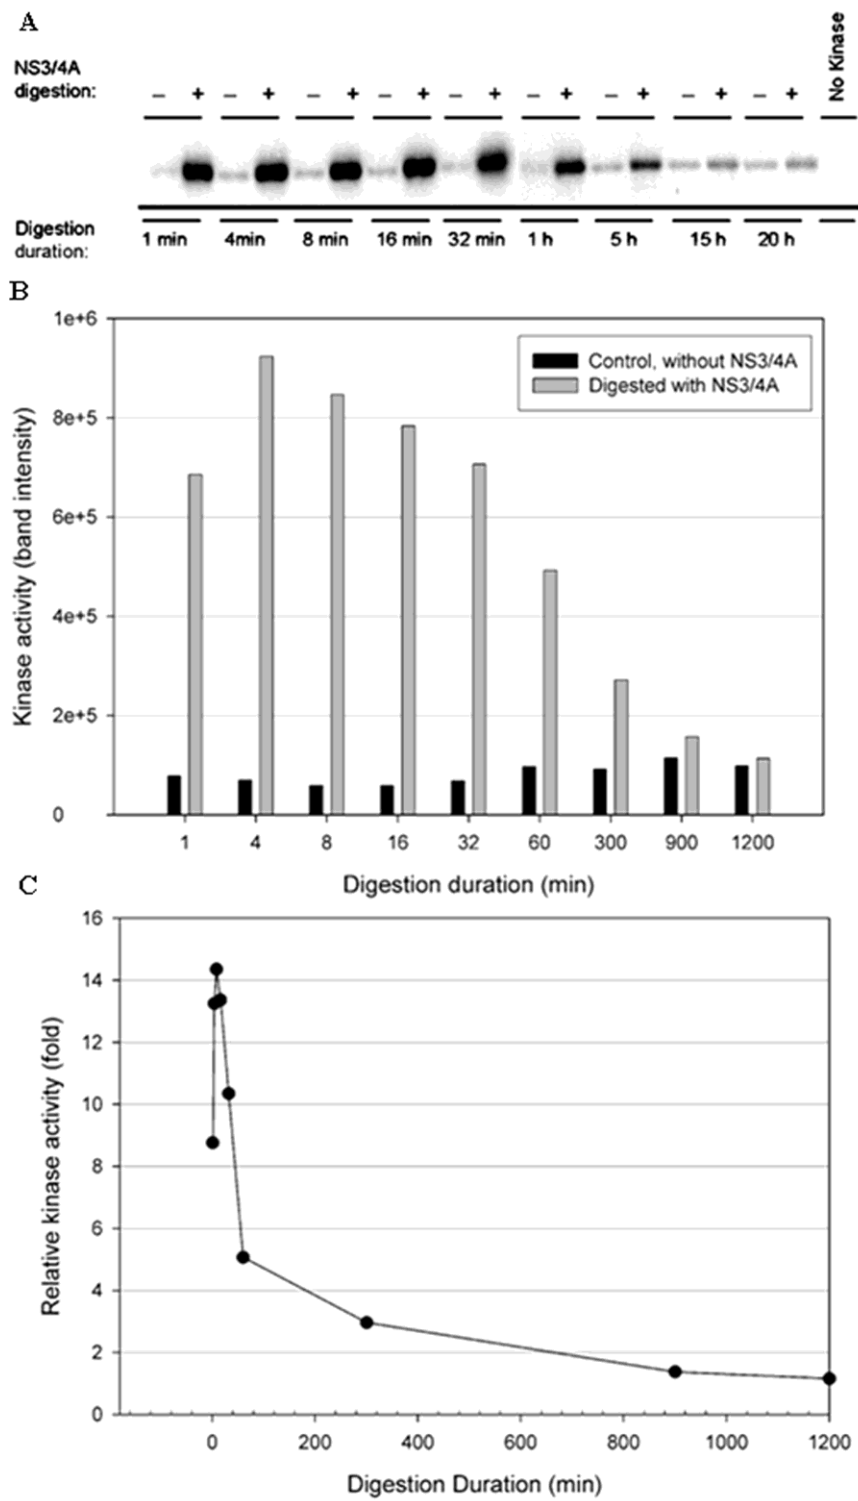 A
No Kinase
NS3/4A
digestion: – + – + – + – + – + – + – + – + – +
Digestion
duration: 1 min 4min 8 min 16 min 32 min 1 h 5 h 15 h 20 h
B
Kinase activity (band intensity)
1e+6
8e+5
6e+5
4e+5
2e+5
0
Control, without NS3/4A
Digested with NS3/4A
1 4 8 16 32 60 300 900 1200
Digestion duration (min)
C
Relative kinase activity (fold)
16
14
12
10
8
6
4
2
0
0 200 400 600 800 1000 1200
Digestion Duration (min)